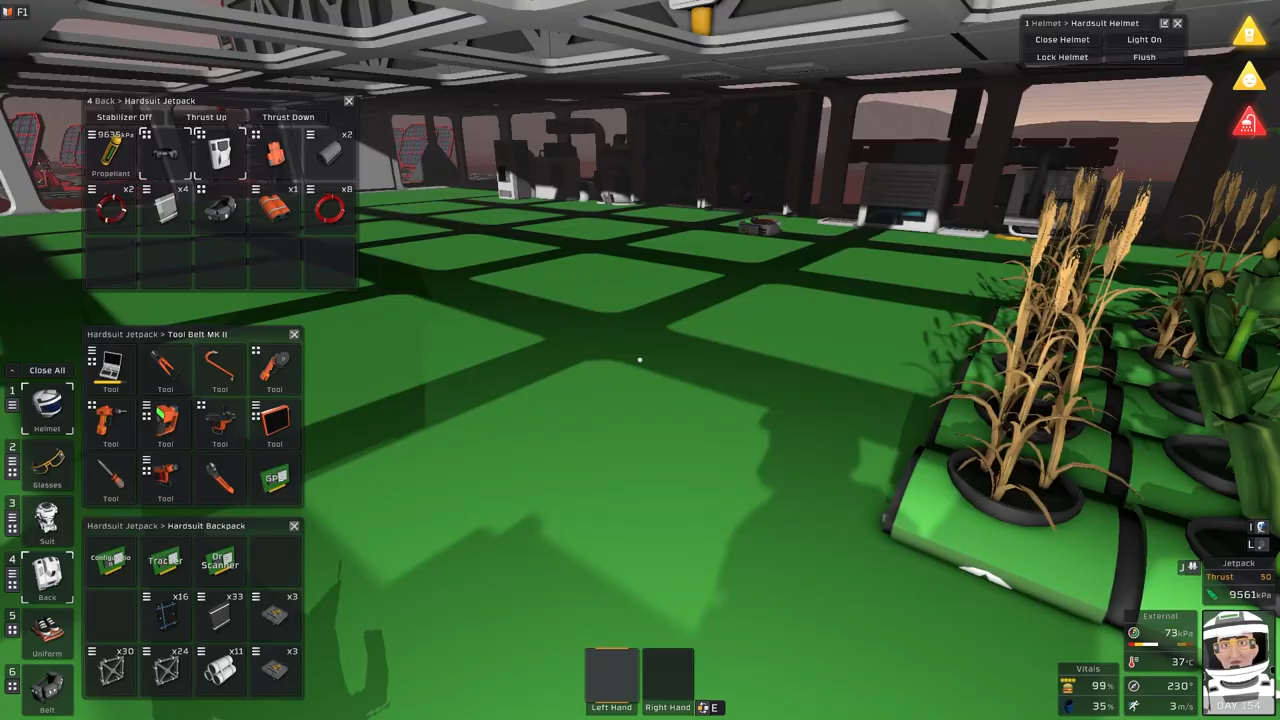 F1
1 Helmet > Hardsuit Helmet
Close Helmet
Light On
Lock Helmet
Flush
4 Back > Hardsuit Jetpack
Stabilizer Off
Thrust Up
Thrust Down
9635kPa
x2
Propellant
x2
x4
x1
x8
Hardsuit Jetpack > Tool Belt MK II
Tool
Tool
Tool
Tool
Tool
Tool
Tool
Tool
Tool
Tool
Tool
GPS
Hardsuit Jetpack > Hardsuit Backpack
Configuration
Tracker
Ore Scanner
x16
x33
x3
x30
x24
x11
x3
- Close All
1
Helmet
2
Glasses
3
Suit
4
Back
5
Uniform
6
Belt
Left Hand
Right Hand
E
I
L
J
Jetpack
Thrust 50
9561kPa
External
73kPa
37°C
230°
3m/s
Vitals
99%
35%
DAY 154